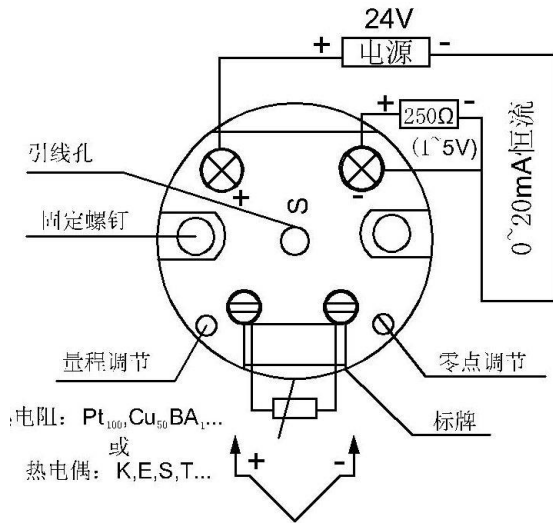 24V
+ 电源 -
+ 250Ω -
(1~5V)
0~20mA恒流
引线孔
+
-
S
固定螺钉
量程调节
零点调节
电阻: Pt₁₀₀,Cu₅₀BA₁...
或
标牌
热电偶: K,E,S,T...
+
-